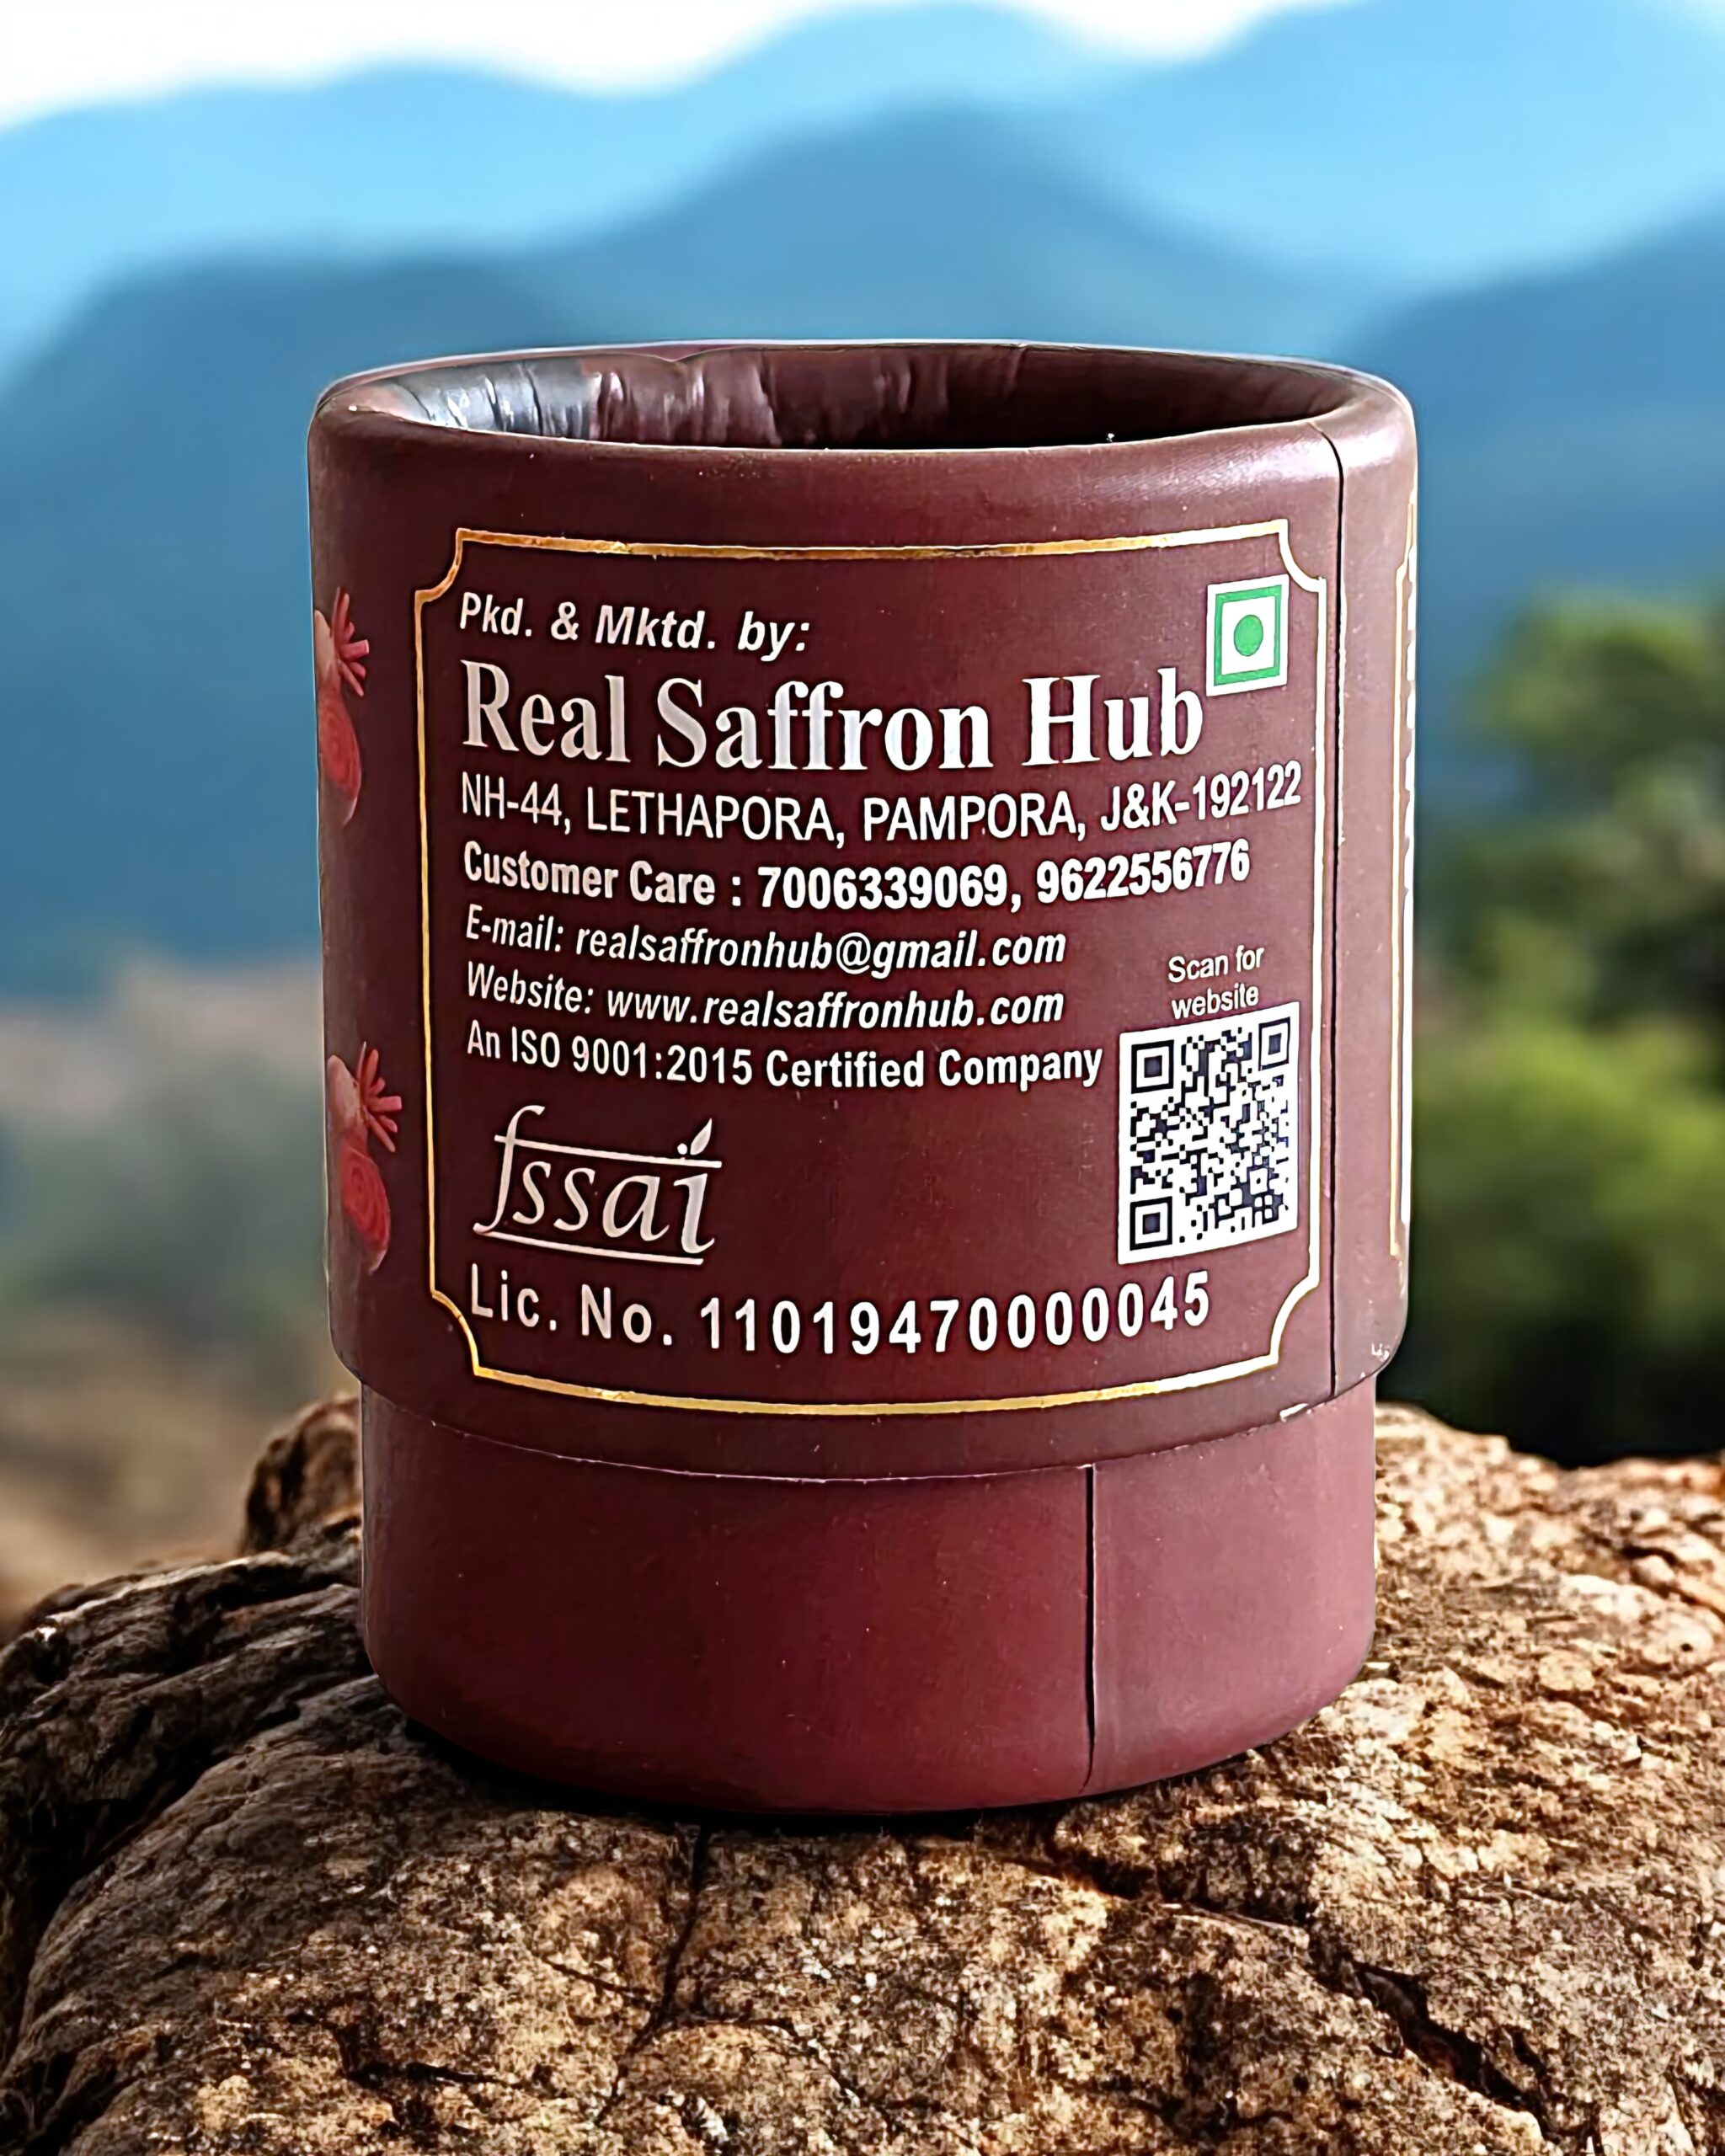 Pkd. & Mktd. by:
Real Saffron Hub
NH-44, LETHAPORA, PAMPORA, J&K-192122
Customer Care : 7006339069, 9622556776
E-mail: realsaffronhub@gmail.com
Website: www.realsaffronhub.com
An ISO 9001:2015 Certified Company
Scan for
website
fssai
Lic. No. 11019470000045